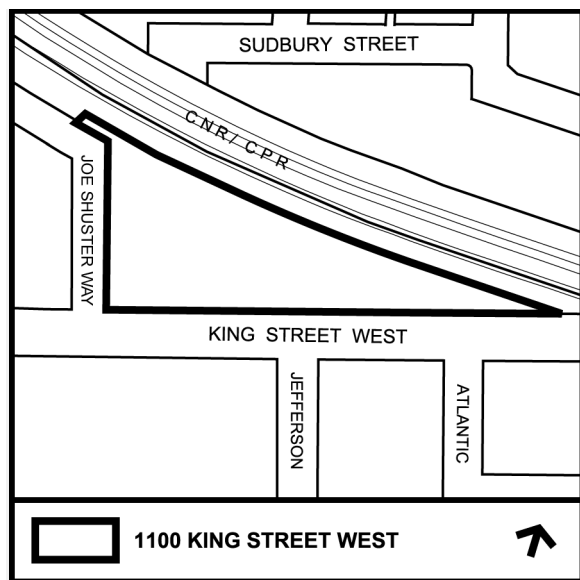 SUDBURY STREET
CNR/CPR
JOE SHUSTER WAY
KING STREET WEST
JEFFERSON
ATLANTIC
1100 KING STREET WEST